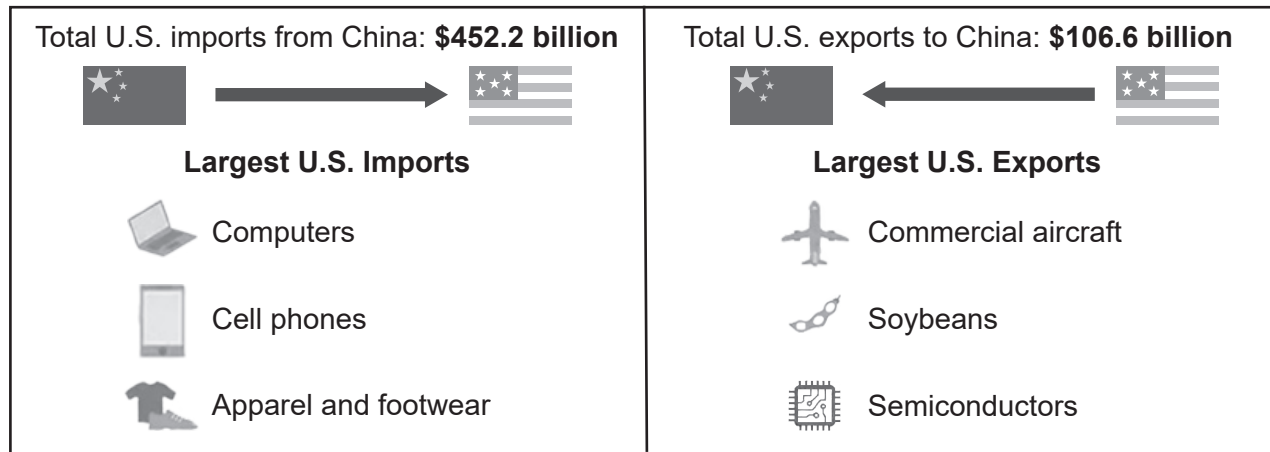 Total U.S. imports from China: $452.2 billion
Largest U.S. Imports
Computers
Cell phones
Apparel and footwear
Total U.S. exports to China: $106.6 billion
Largest U.S. Exports
Commercial aircraft
Soybeans
Semiconductors